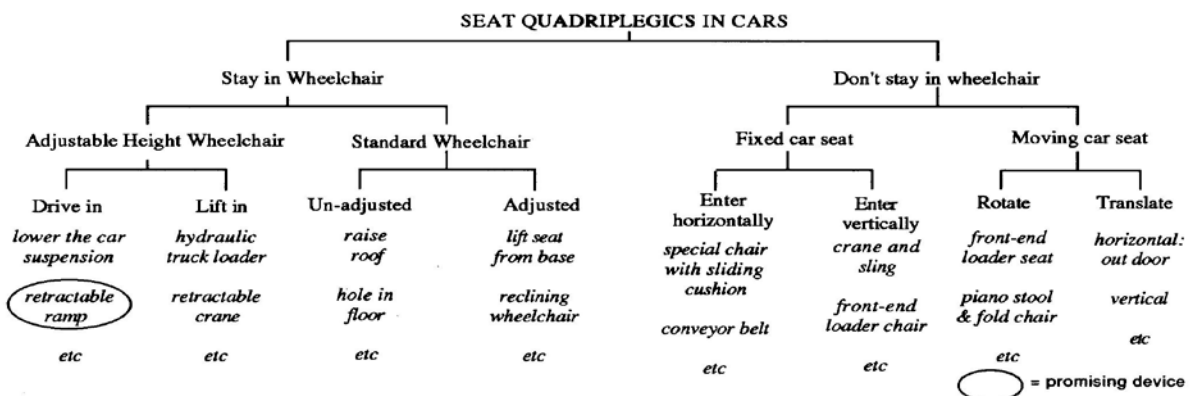 SEAT QUADRIPLEGICS IN CARS
Stay in Wheelchair
Don't stay in wheelchair
Adjustable Height Wheelchair
Standard Wheelchair
Fixed car seat
Moving car seat
Drive in
lower the car
suspension
retractable
ramp
etc
Lift in
hydraulic
truck loader
retractable
crane
etc
Un-adjusted
raise
roof
hole in
floor
etc
Adjusted
lift seat
from base
reclining
wheelchair
etc
Enter
horizontally
special chair
with sliding
cushion
conveyor belt
etc
Enter
vertically
crane and
sling
front-end
loader chair
etc
Rotate
front-end
loader seat
piano stool
& fold chair
etc
Translate
horizontal:
out door
vertical
etc
= promising device